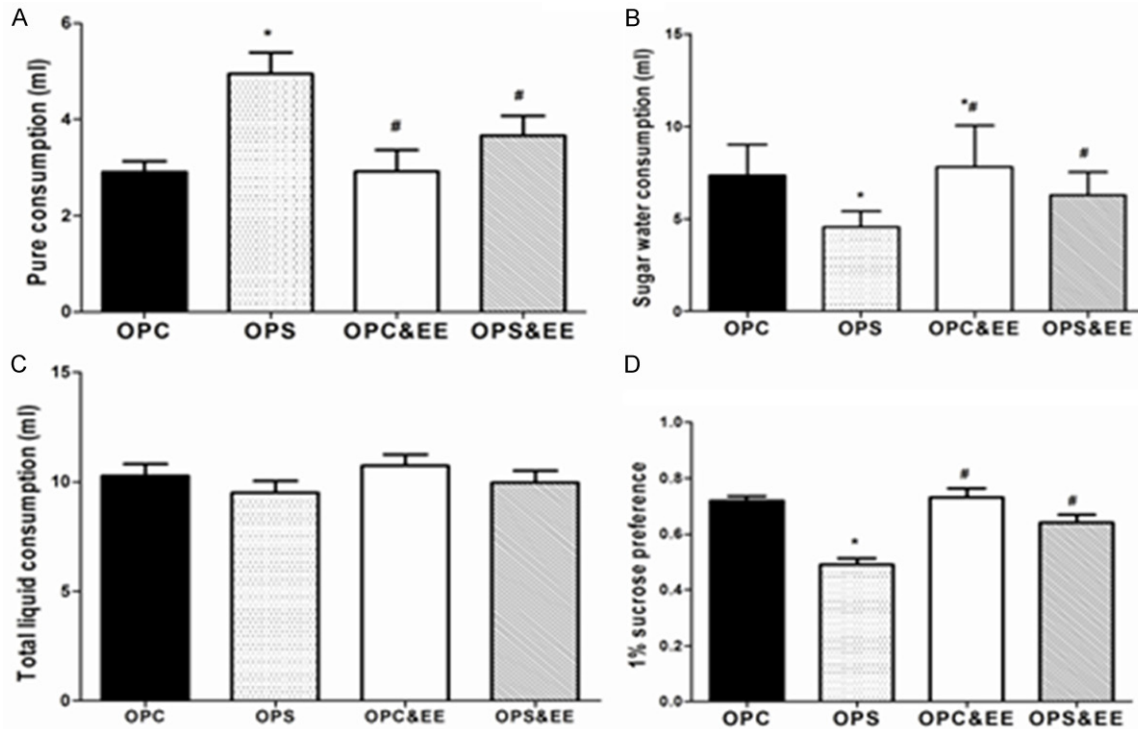 A
Pure consumption (ml)
6
4
2
0
*
#
#
OPC OPS OPC&EE OPS&EE
B
Sugar water consumption (ml)
15
10
5
0
*
*#
#
OPC OPS OPC&EE OPS&EE
C
Total liquid consumption (ml)
15
10
5
0
OPC OPS OPC&EE OPS&EE
D
1% sucrose preference
1.0
0.8
0.6
0.4
0.2
0.0
*
#
#
OPC OPS OPC&EE OPS&EE